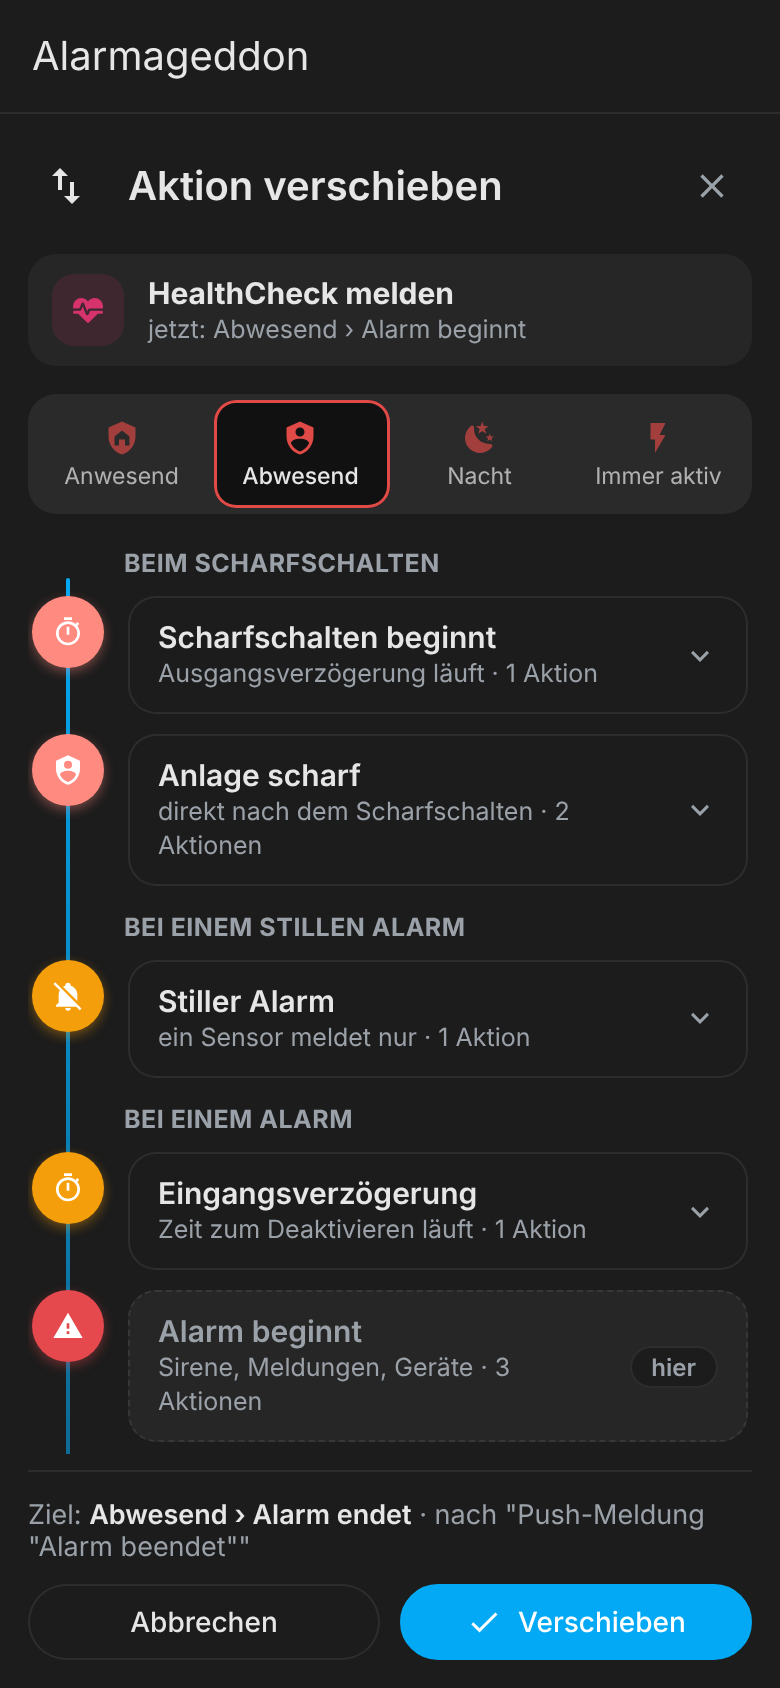 Alarmageddon
Aktion verschieben
HealthCheck melden
jetzt: Abwesend › Alarm beginnt
Anwesend
Abwesend
Nacht
Immer aktiv
BEIM SCHARFSCHALTEN
Scharfschalten beginnt
Ausgangsverzögerung läuft · 1 Aktion
Anlage scharf
direkt nach dem Scharfschalten · 2
Aktionen
BEI EINEM STILLEN ALARM
Stiller Alarm
ein Sensor meldet nur · 1 Aktion
BEI EINEM ALARM
Eingangsverzögerung
Zeit zum Deaktivieren läuft · 1 Aktion
Alarm beginnt
Sirene, Meldungen, Geräte · 3
Aktionen
hier
Ziel: Abwesend › Alarm endet · nach "Push-Meldung
"Alarm beendet""
Abbrechen
Verschieben